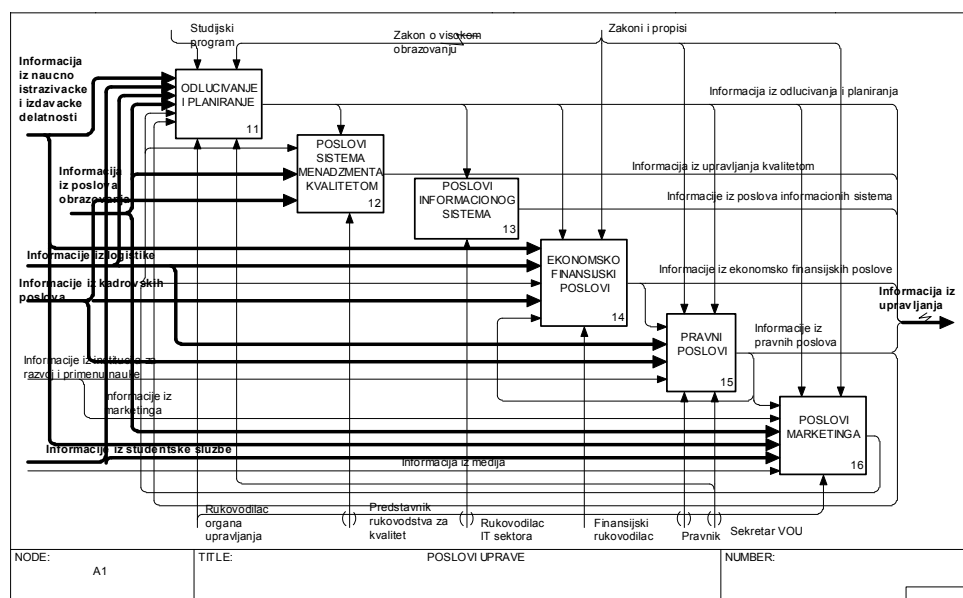 Studijski
program
Zakon o visokom
obrazovanju
Zakoni i propisi
Informacija
iz naucno
istrazivacke
i izdavacke
delatnosti
ODLUCIVANJE
I PLANIRANJE
11
Informacija iz odlucivanja i planiranja
POSLOVI
SISTEMA
MENADZMENTA
KVALITETOM
12
Informacija iz upravljanja kvalitetom
Informacija
iz poslova
obrazovanja
POSLOVI
INFORMACIONOG
SISTEMA
13
Informacije iz poslova informacionih sistema
Informacije iz logistike
EKONOMSKO
FINANSIJSKI
POSLOVI
14
Informacije iz ekonomsko finansijskih poslove
Informacije iz kadrovskih
poslova
Informacija iz
upravljanja
PRAVNI
POSLOVI
15
Informacije iz
pravnih poslova
Informacije iz instituta za
razvoj i primenu nauke
Informacije iz
marketinga
POSLOVI
MARKETINGA
16
Informacije iz studentske sluzbe
Informacija iz medija
Rukovodilac
organa
upravljanja
Predstavnik
rukovodstva za
kvalitet
Rukovodilac
IT sektora
Finansijski
rukovodilac
Pravnik
Sekretar VOU
NODE:
A1
TITLE:
POSLOVI UPRAVE
NUMBER: